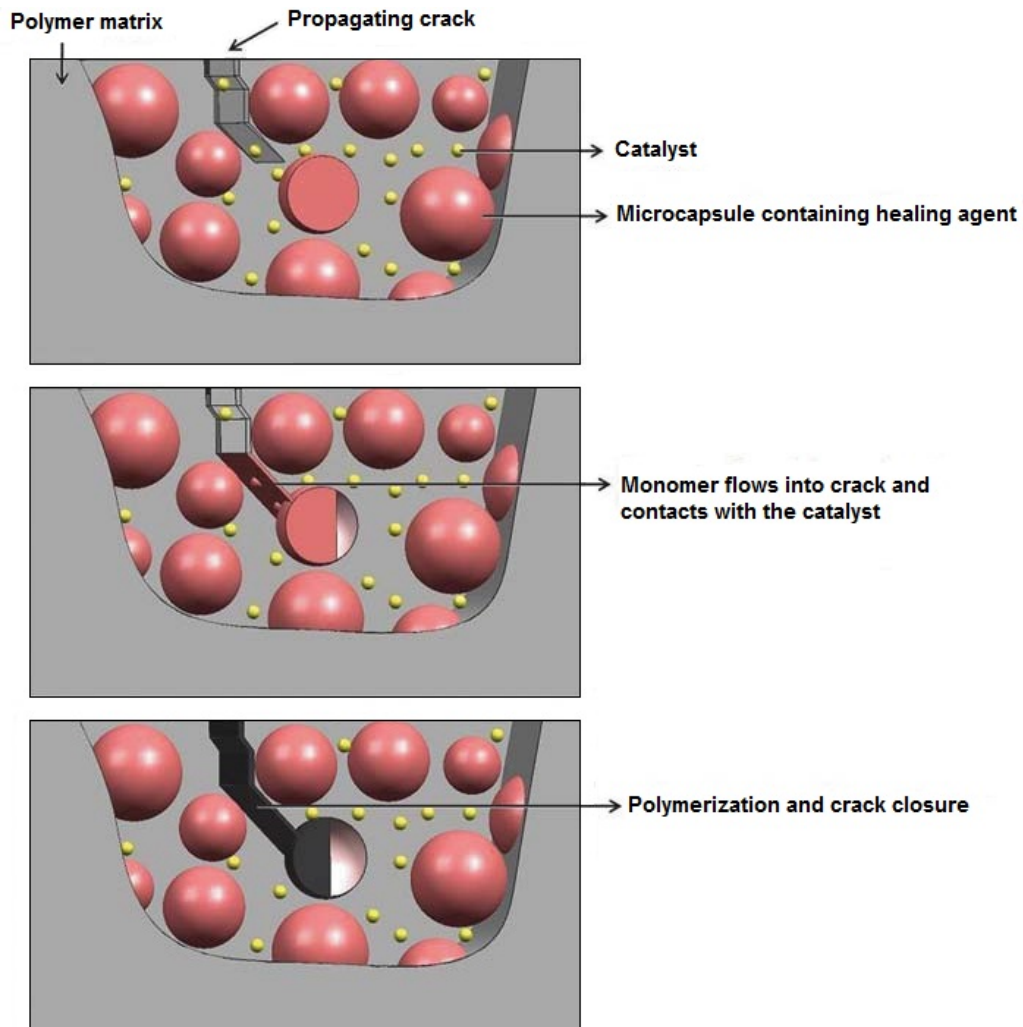 Polymer matrix
Propagating crack
Catalyst
Microcapsule containing healing agent
Monomer flows into crack and
contacts with the catalyst
Polymerization and crack closure